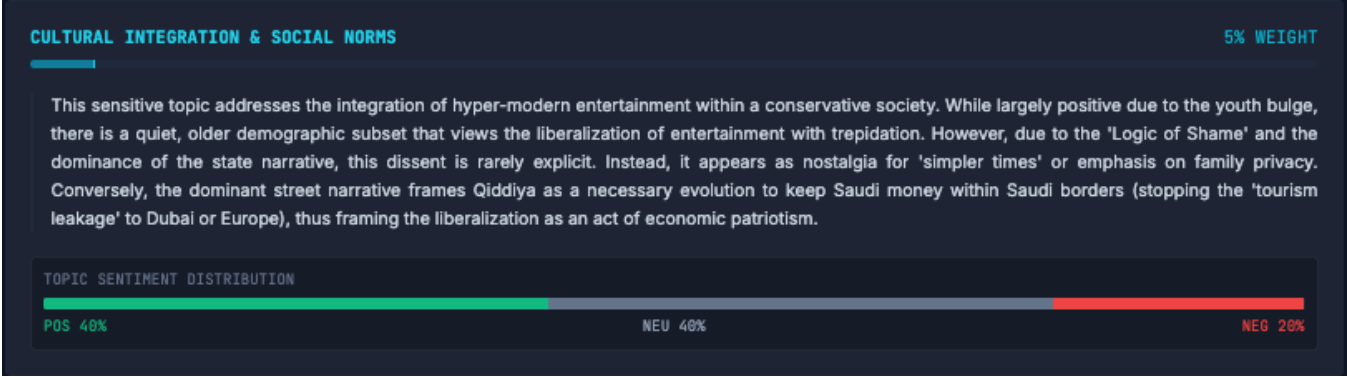 CULTURAL INTEGRATION & SOCIAL NORMS
5% WEIGHT
This sensitive topic addresses the integration of hyper-modern entertainment within a conservative society. While largely positive due to the youth bulge,
there is a quiet, older demographic subset that views the liberalization of entertainment with trepidation. However, due to the 'Logic of Shame' and the
dominance of the state narrative, this dissent is rarely explicit. Instead, it appears as nostalgia for 'simpler times' or emphasis on family privacy.
Conversely, the dominant street narrative frames Qiddiya as a necessary evolution to keep Saudi money within Saudi borders (stopping the 'tourism
leakage' to Dubai or Europe), thus framing the liberalization as an act of economic patriotism.
TOPIC SENTIMENT DISTRIBUTION
POS 40%
NEU 40%
NEG 20%